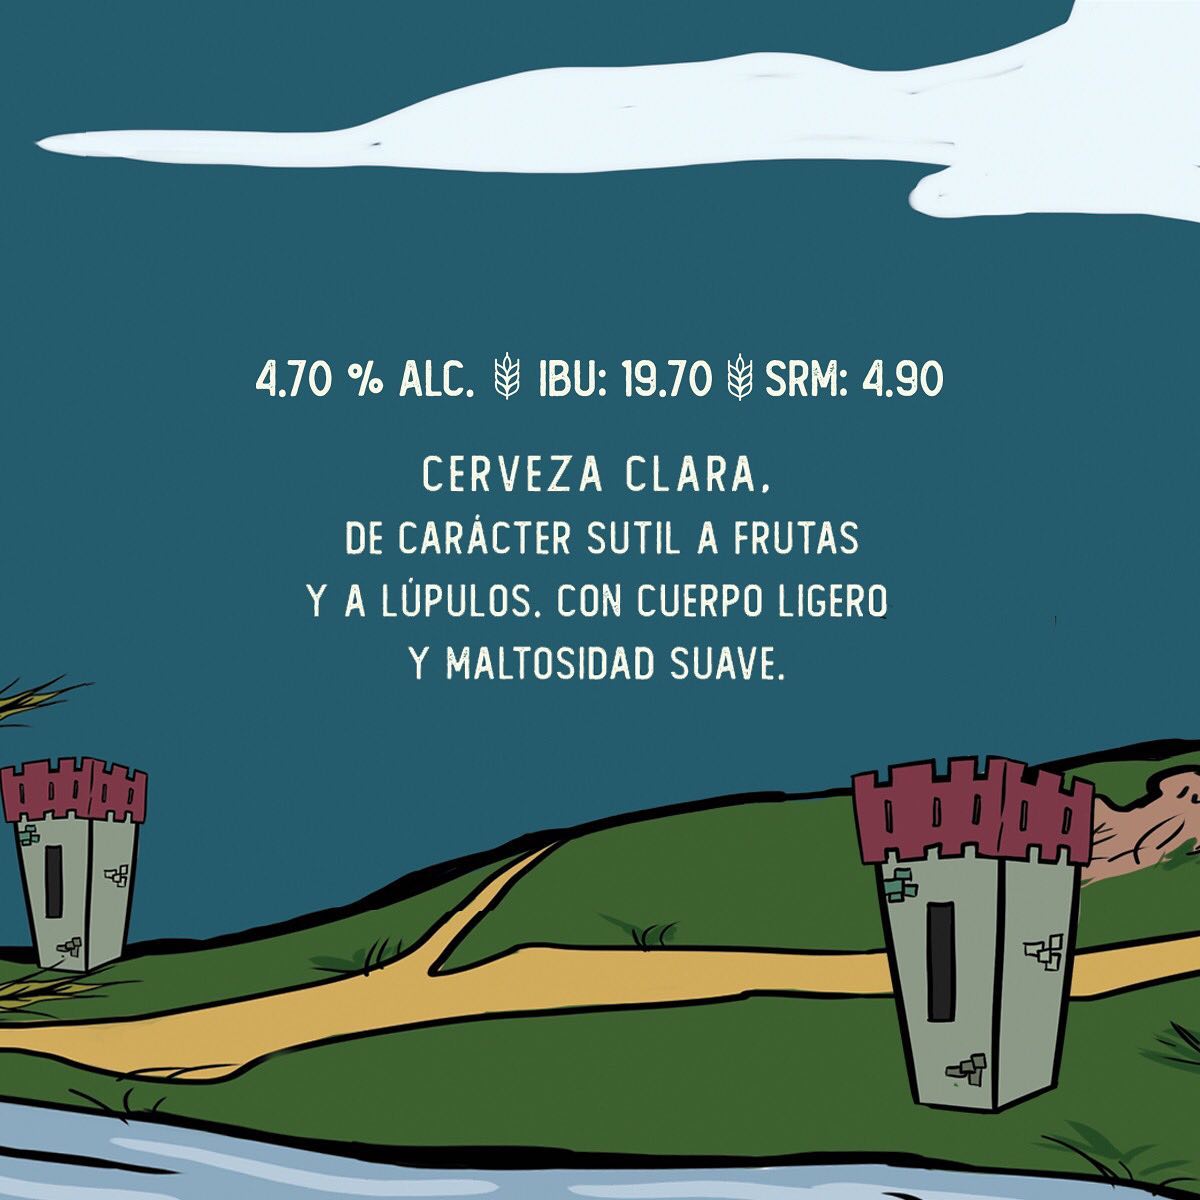 4.70 % ALC. IBU: 19.70 SRM: 4.90
CERVEZA CLARA,
DE CARÁCTER SUTIL A FRUTAS
Y A LÚPULOS. CON CUERPO LIGERO
Y MALTOSIDAD SUAVE.